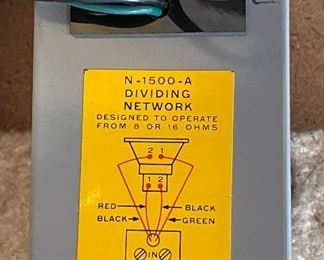 N-1500-A
DIVIDING
NETWORK
DESIGNED TO OPERATE
FROM 8 OR 16 OHMS
2 1
1 2
RED BLACK
BLACK GREEN
IN